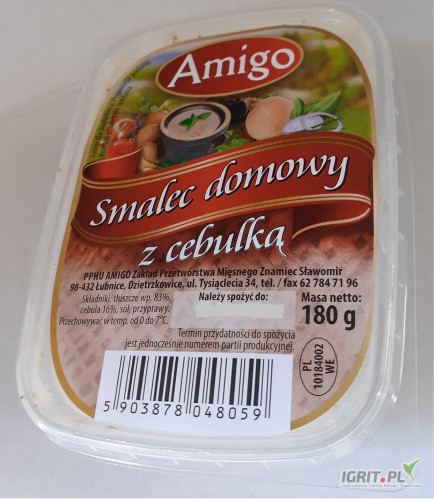 Amigo
Smalec domowy
z cebulką
PPHU AMIGO Zakład Przetwórstwa Mięsnego Znamiec Sławomir
98-432 Łubnice, Dzietrzkowice, ul. Tysiąclecia 34, tel. / fax 62 784 71 96
Składniki: tłuszcze wp. 83%,
cebula 16%, sól, przyprawy.
Przechowywać w temp. od 0 do 7°C.
Należy spożyć do:
Masa netto:
180 g
Termin przydatności do spożycia
jest jednocześnie numerem partii produkcyjnej.
PL
10184002
WE
5 903878 048059
IGRIT.PL